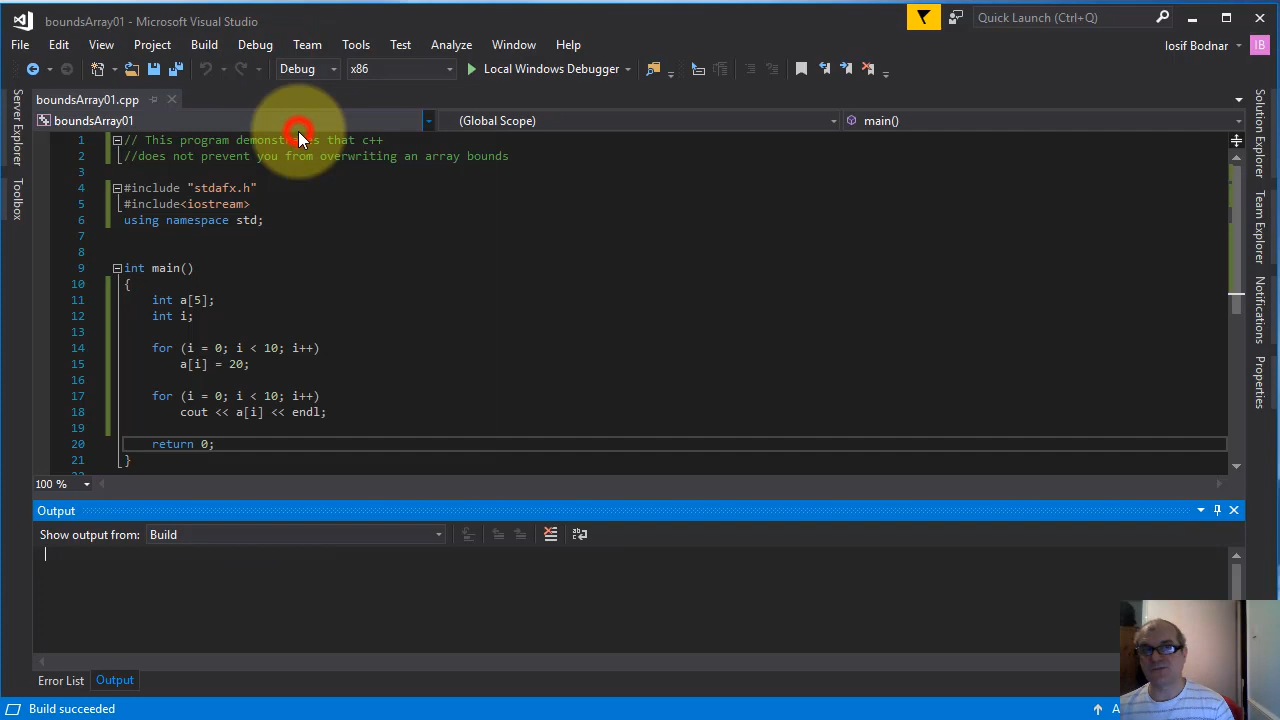 boundsArray01 - Microsoft Visual Studio
Quick Launch (Ctrl+Q)
File Edit View Project Build Debug Team Tools Test Analyze Window Help
Iosif Bodnar IB
Debug x86 Local Windows Debugger
boundsArray01.cpp
boundsArray01 (Global Scope) main()
1 // This program demonstrates that c++
2 //does not prevent you from overwriting an array bounds
3
4 #include "stdafx.h"
5 #include<iostream>
6 using namespace std;
7
8
9 int main()
10 {
11 int a[5];
12 int i;
13
14 for (i = 0; i < 10; i++)
15 a[i] = 20;
16
17 for (i = 0; i < 10; i++)
18 cout << a[i] << endl;
19
20 return 0;
21 }
100 %
Output
Show output from: Build
Error List Output
Build succeeded
Server Explorer
Toolbox
Solution Explorer
Team Explorer
Notifications
Properties